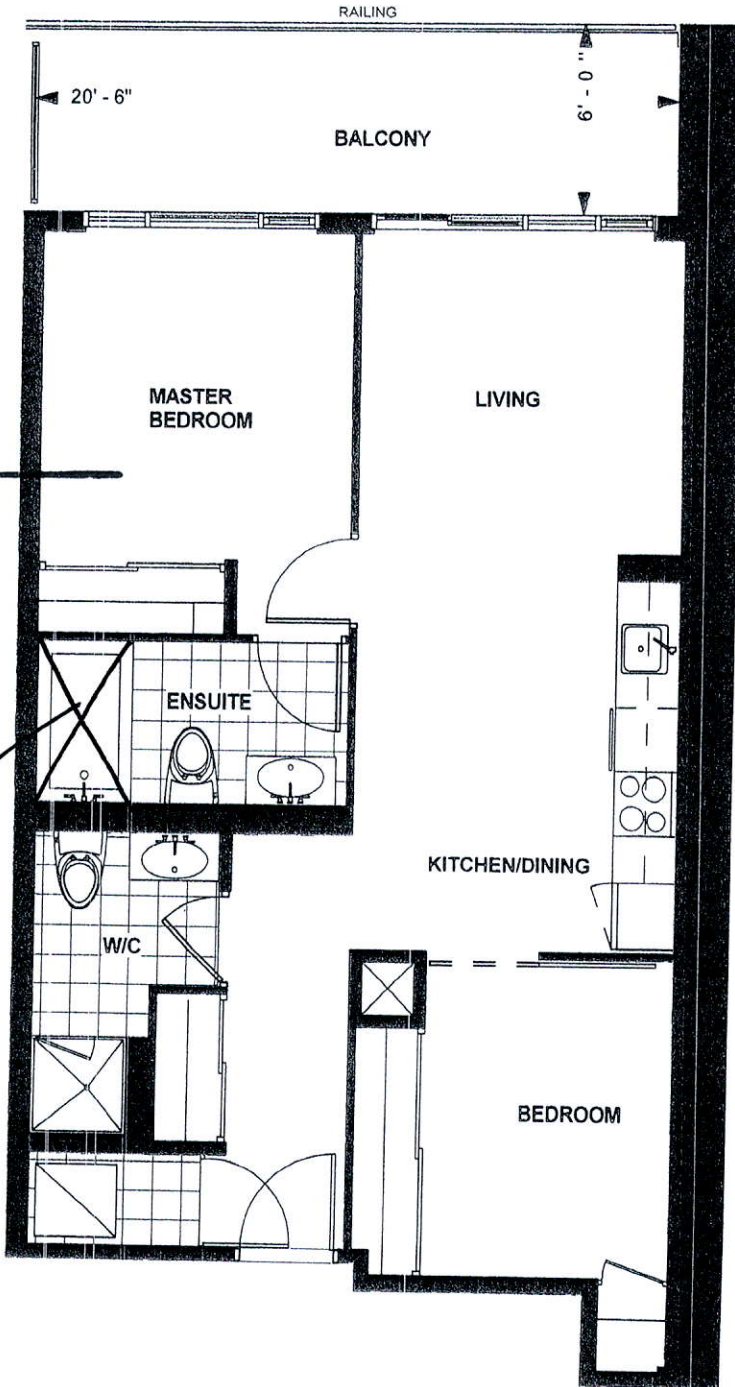 RAILING
20' - 6"
6' - 0"
BALCONY
MASTER
BEDROOM
LIVING
ENSUITE
KITCHEN/DINING
W/C
BEDROOM